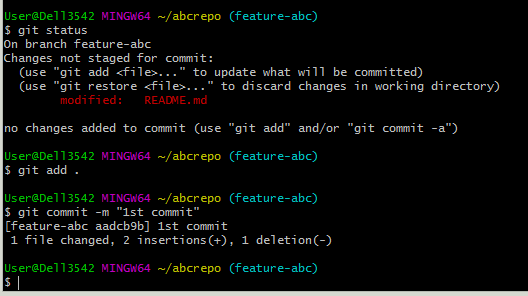 User@Dell3542 MINGW64 ~/abcrepo (feature-abc)
$ git status
On branch feature-abc
Changes not staged for commit:
  (use "git add <file>..." to update what will be committed)
  (use "git restore <file>..." to discard changes in working directory)
        modified:   README.md
no changes added to commit (use "git add" and/or "git commit -a")
User@Dell3542 MINGW64 ~/abcrepo (feature-abc)
$ git add .
User@Dell3542 MINGW64 ~/abcrepo (feature-abc)
$ git commit -m "1st commit"
[feature-abc aadcb9b] 1st commit
 1 file changed, 2 insertions(+), 1 deletion(-)
User@Dell3542 MINGW64 ~/abcrepo (feature-abc)
$